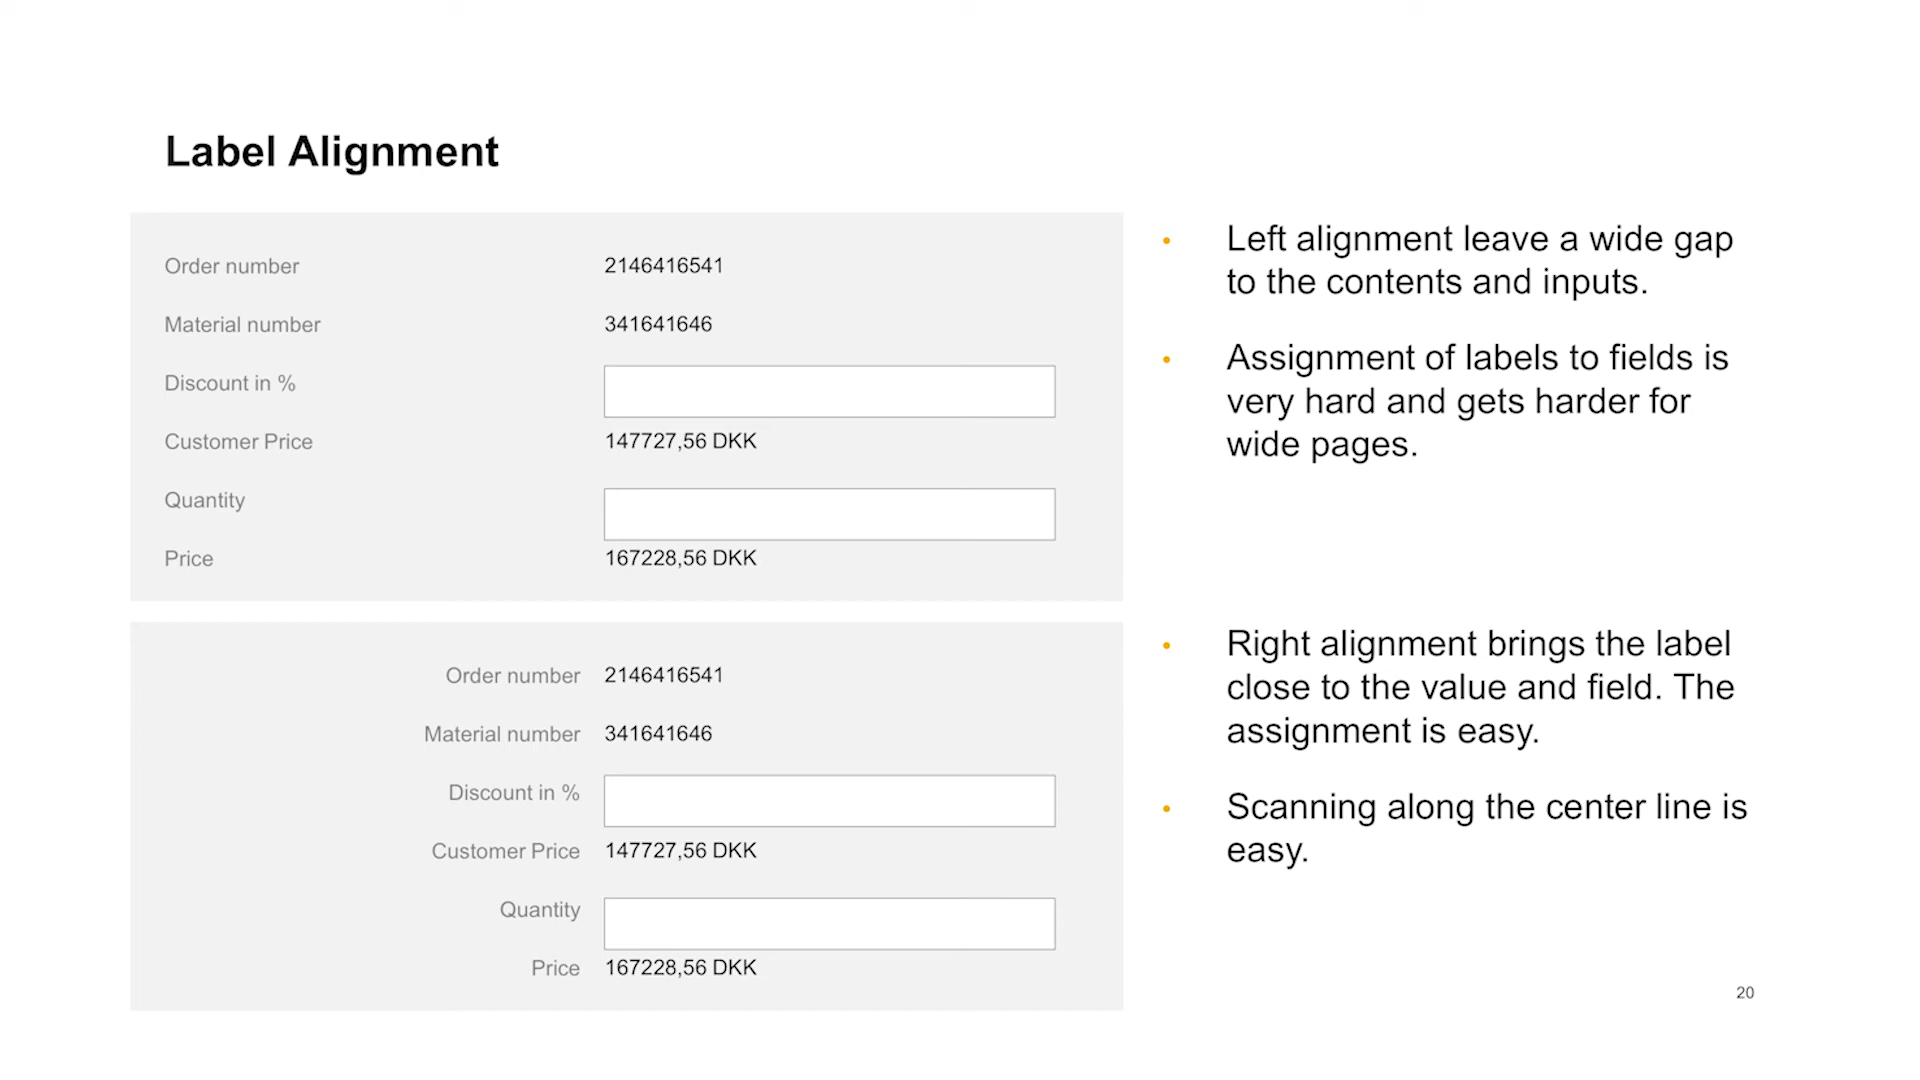 Label Alignment
Order number 2146416541
Material number 341641646
Discount in %
Customer Price 147727,56 DKK
Quantity
Price 167228,56 DKK
• Left alignment leave a wide gap
to the contents and inputs.
• Assignment of labels to fields is
very hard and gets harder for
wide pages.
Order number 2146416541
Material number 341641646
Discount in %
Customer Price 147727,56 DKK
Quantity
Price 167228,56 DKK
• Right alignment brings the label
close to the value and field. The
assignment is easy.
• Scanning along the center line is
easy.
20